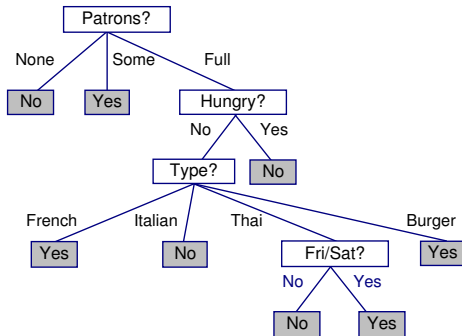 Patrons?
None Some Full
No Yes Hungry?
No Yes
Type? No
French Italian Thai Burger
Yes No Fri/Sat? Yes
No Yes
No Yes